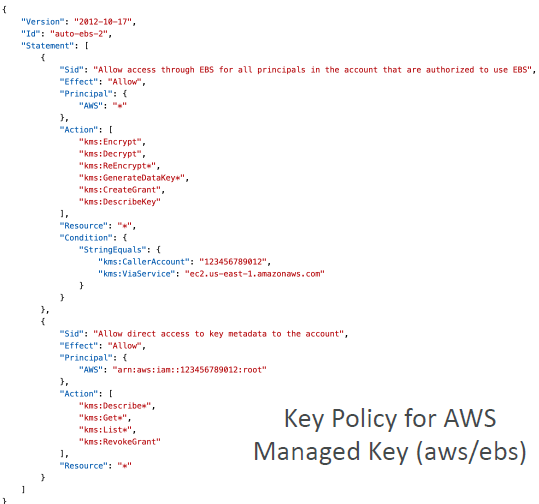 {
    "Version": "2012-10-17",
    "Id": "auto-ebs-2",
    "Statement": [
        {
            "Sid": "Allow access through EBS for all principals in the account that are authorized to use EBS",
            "Effect": "Allow",
            "Principal": {
                "AWS": "*"
            },
            "Action": [
                "kms:Encrypt",
                "kms:Decrypt",
                "kms:ReEncrypt*",
                "kms:GenerateDataKey*",
                "kms:CreateGrant",
                "kms:DescribeKey"
            ],
            "Resource": "*",
            "Condition": {
                "StringEquals": {
                    "kms:CallerAccount": "123456789012",
                    "kms:ViaService": "ec2.us-east-1.amazonaws.com"
                }
            }
        },
        {
            "Sid": "Allow direct access to key metadata to the account",
            "Effect": "Allow",
            "Principal": {
                "AWS": "arn:aws:iam::123456789012:root"
            },
            "Action": [
                "kms:Describe*",
                "kms:Get*",
                "kms:List*",
                "kms:RevokeGrant"
            ],
            "Resource": "*"
        }
    ]
}
Key Policy for AWS
Managed Key (aws/ebs)